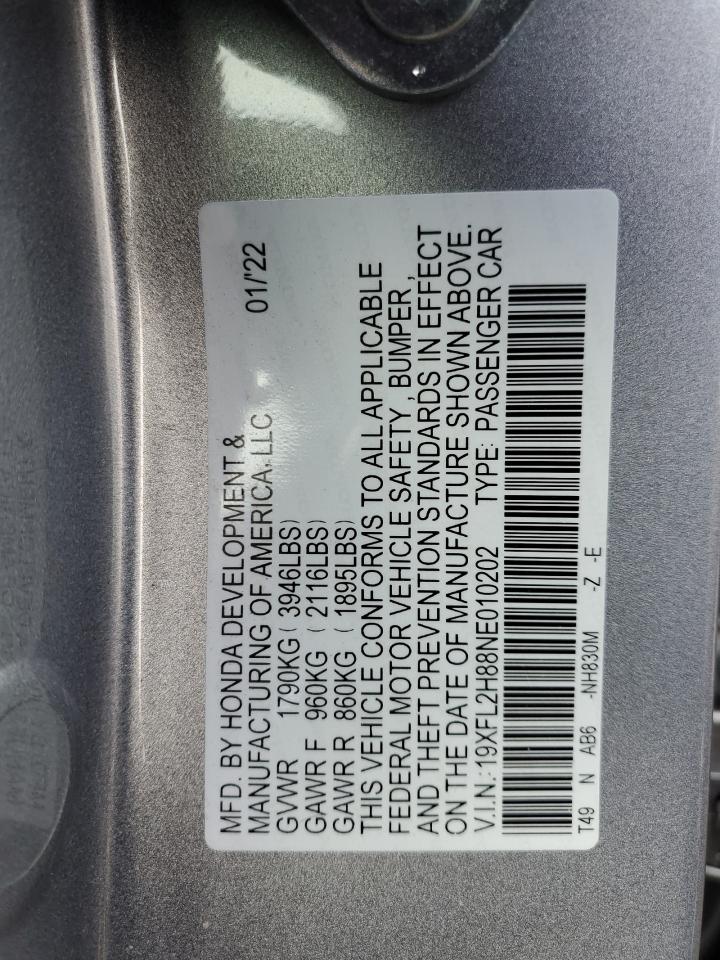 MFD. BY HONDA DEVELOPMENT &
MANUFACTURING OF AMERICA, LLC 01/'22
GVWR 1790KG ( 3946LBS)
GAWR F 960KG ( 2116LBS)
GAWR R 860KG ( 1895LBS)
THIS VEHICLE CONFORMS TO ALL APPLICABLE
FEDERAL MOTOR VEHICLE SAFETY, BUMPER,
AND THEFT PREVENTION STANDARDS IN EFFECT
ON THE DATE OF MANUFACTURE SHOWN ABOVE.
V.I.N.: 19XFL2H88NE010202 TYPE: PASSENGER CAR
T49 N AB6 -NH830M -Z -E